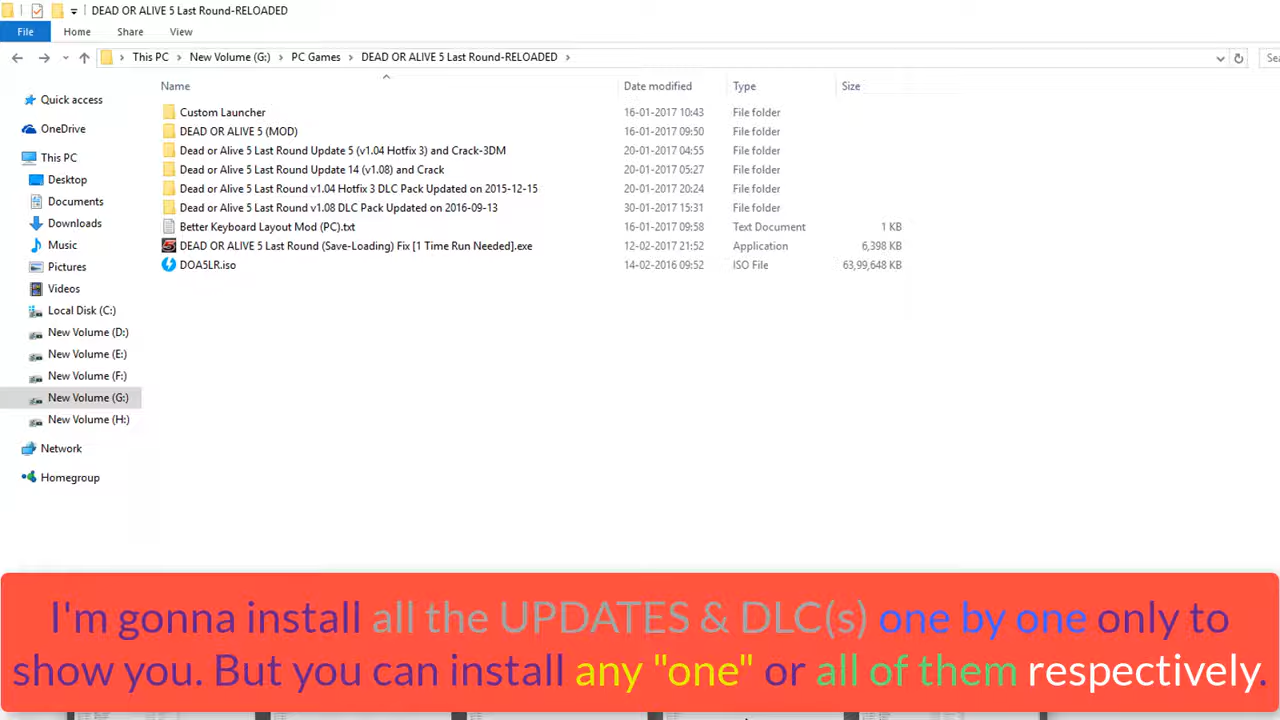 DEAD OR ALIVE 5 Last Round-RELOADED
File Home Share View
This PC New Volume (G:) PC Games DEAD OR ALIVE 5 Last Round-RELOADED
Name Date modified Type Size
Quick access
OneDrive
This PC
Desktop
Documents
Downloads
Music
Pictures
Videos
Local Disk (C:)
New Volume (D:)
New Volume (E:)
New Volume (F:)
New Volume (G:)
New Volume (H:)
Network
Homegroup
Custom Launcher 16-01-2017 10:43 File folder
DEAD OR ALIVE 5 (MOD) 16-01-2017 09:50 File folder
Dead or Alive 5 Last Round Update 5 (v1.04 Hotfix 3) and Crack-3DM 20-01-2017 04:55 File folder
Dead or Alive 5 Last Round Update 14 (v1.08) and Crack 20-01-2017 05:27 File folder
Dead or Alive 5 Last Round v1.04 Hotfix 3 DLC Pack Updated on 2015-12-15 20-01-2017 20:24 File folder
Dead or Alive 5 Last Round v1.08 DLC Pack Updated on 2016-09-13 30-01-2017 15:31 File folder
Better Keyboard Layout Mod (PC).txt 16-01-2017 09:58 Text Document 1 KB
DEAD OR ALIVE 5 Last Round (Save-Loading) Fix [1 Time Run Needed].exe 12-02-2017 21:52 Application 6,398 KB
DOA5LR.iso 14-02-2016 09:52 ISO File 63,99,648 KB
I'm gonna install all the UPDATES & DLC(s) one by one only to
show you. But you can install any "one" or all of them respectively.